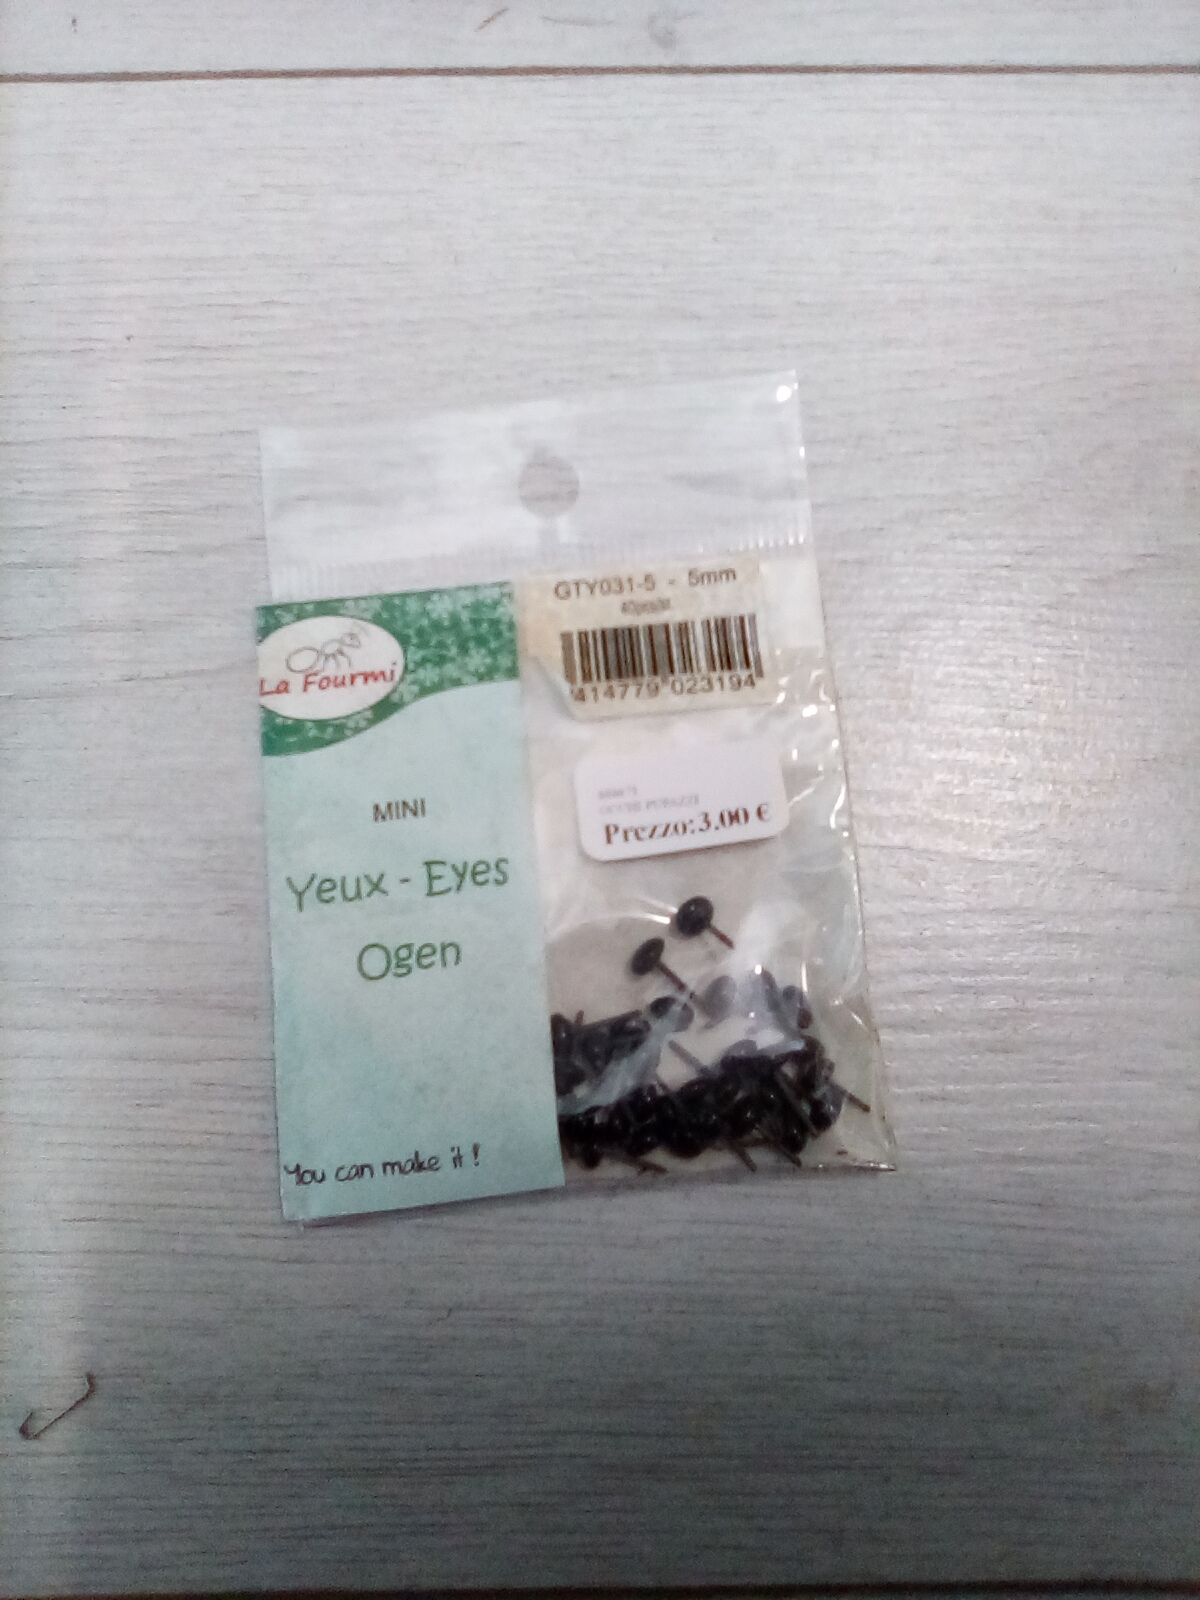 GTY031-5 - 5mm
414779 023194
La Fourmi
Prezzo:3.00 €
MINI
Yeux - Eyes
Ogen
You can make it!